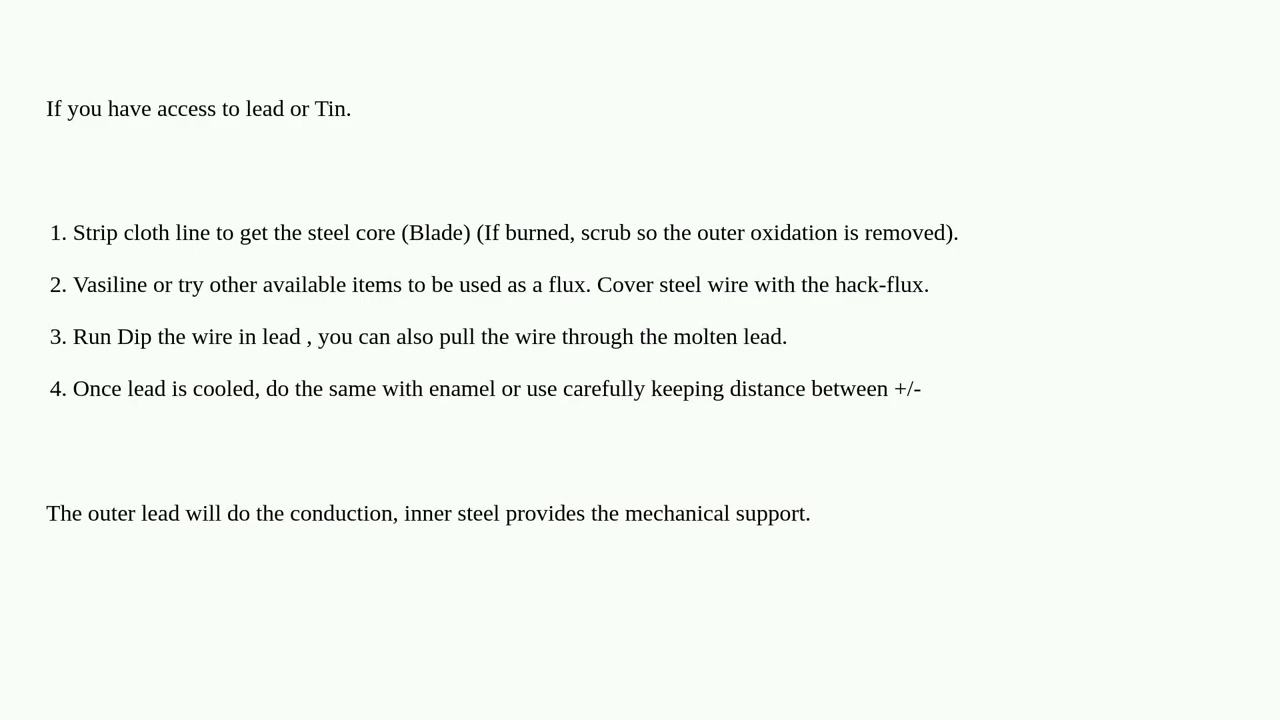 If you have access to lead or Tin.
1. Strip cloth line to get the steel core (Blade) (If burned, scrub so the outer oxidation is removed).
2. Vasiline or try other available items to be used as a flux. Cover steel wire with the hack-flux.
3. Run Dip the wire in lead , you can also pull the wire through the molten lead.
4. Once lead is cooled, do the same with enamel or use carefully keeping distance between +/-
The outer lead will do the conduction, inner steel provides the mechanical support.